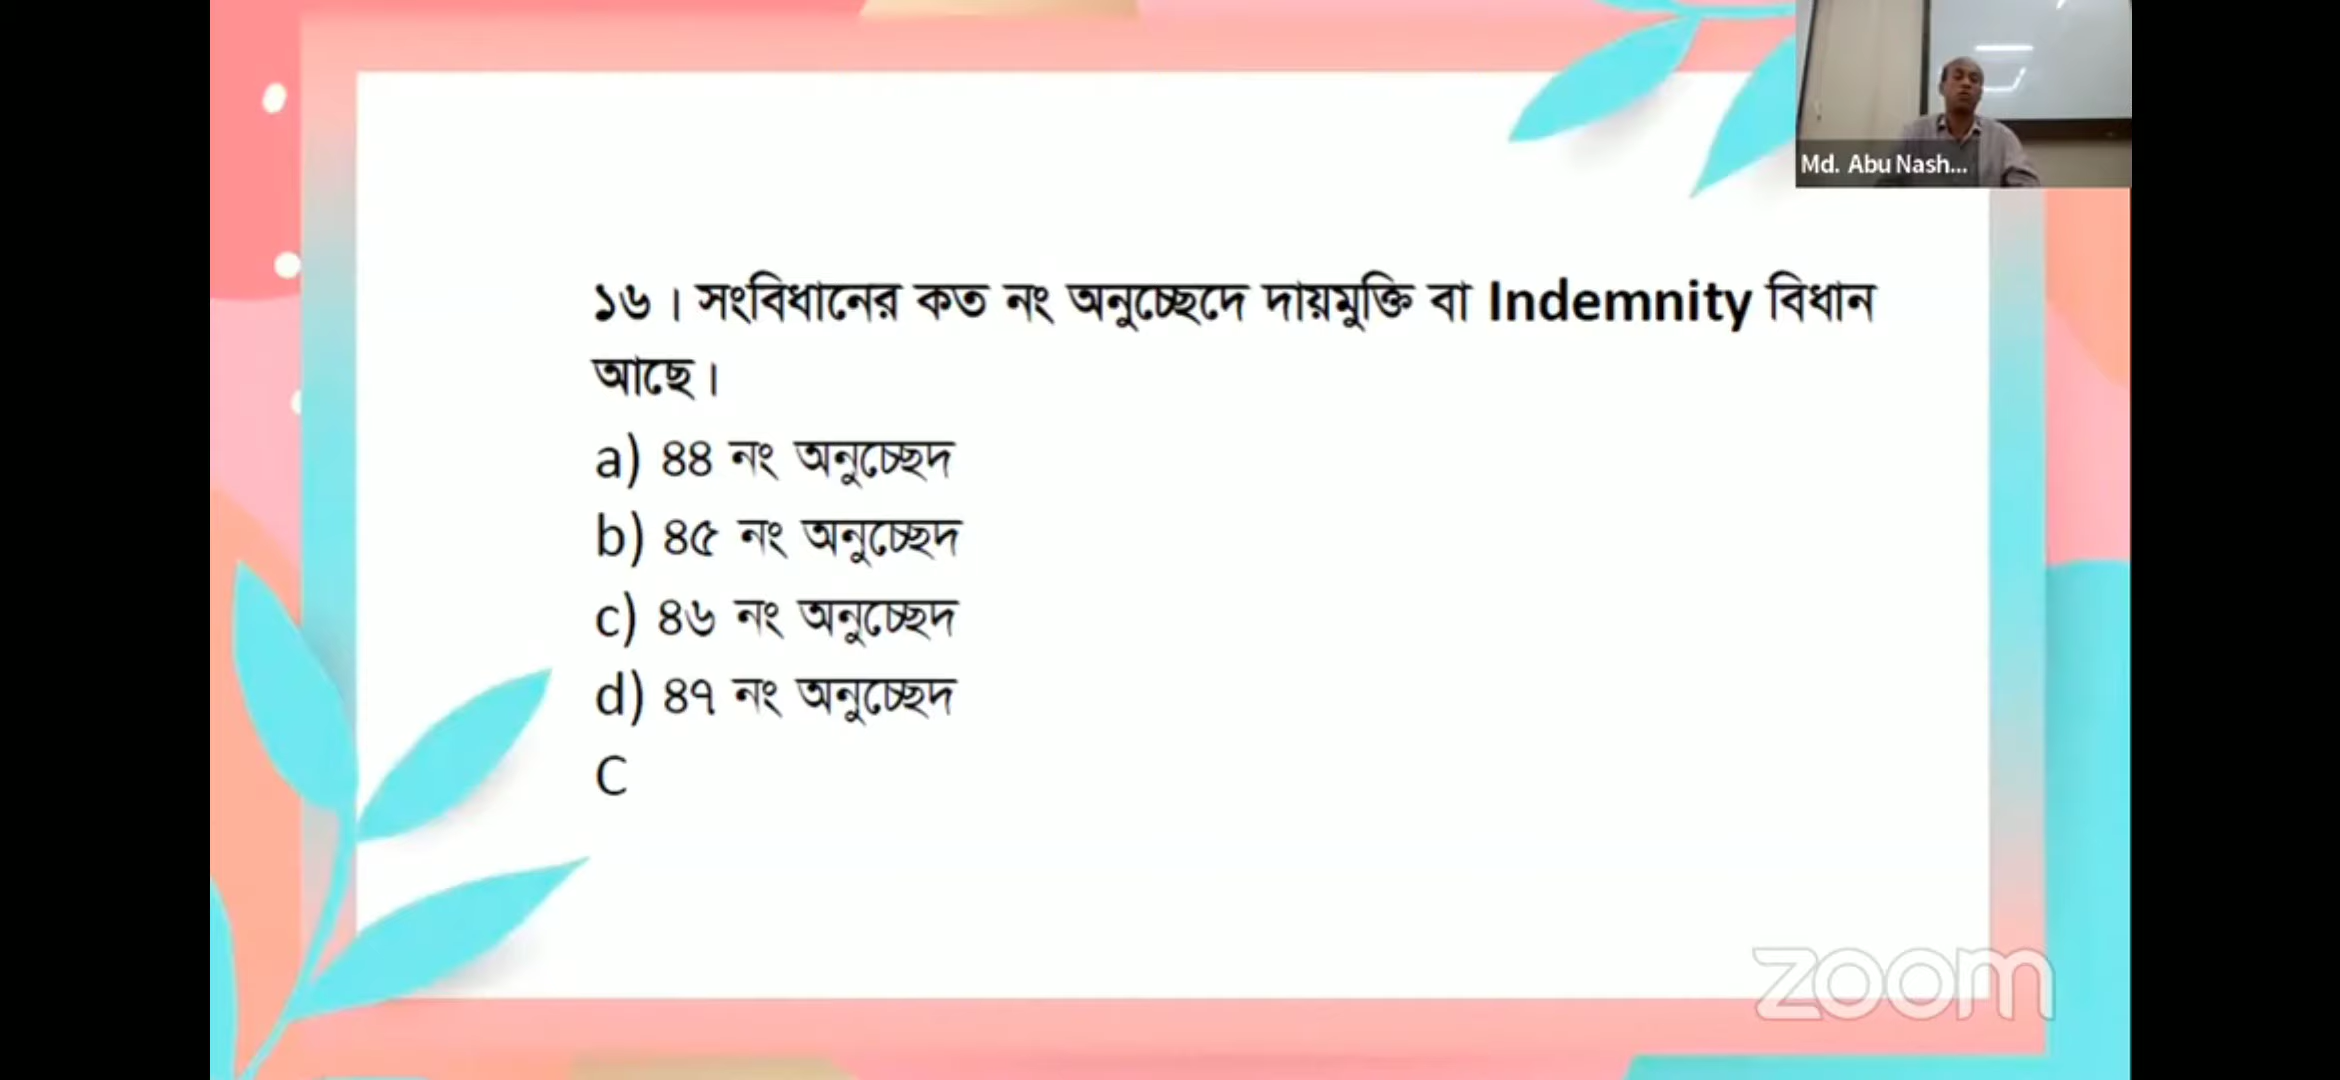 Md. Abu Nash...
১৬। সংবিধানের কত নং অনুচ্ছেদে দায়মুক্তি বা Indemnity বিধান
আছে।
a) ৪৪ নং অনুচ্ছেদ
b) ৪৫ নং অনুচ্ছেদ
c) ৪৬ নং অনুচ্ছেদ
d) ৪৭ নং অনুচ্ছেদ
C
zoom